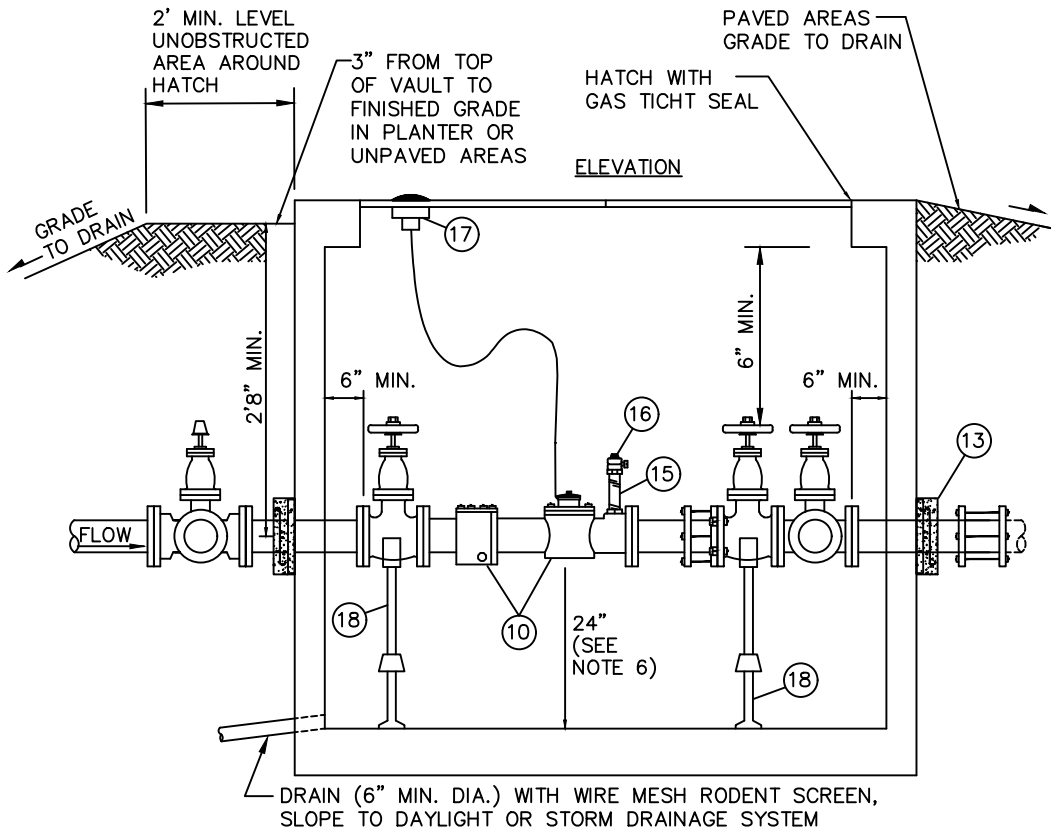 2' MIN. LEVEL
UNOBSTRUCTED
AREA AROUND
HATCH
3" FROM TOP
OF VAULT TO
FINISHED GRADE
IN PLANTER OR
UNPAVED AREAS
PAVED AREAS
GRADE TO DRAIN
HATCH WITH
GAS TICHT SEAL
ELEVATION
GRADE
TO DRAIN
17
2'8" MIN.
6" MIN.
6" MIN.
6" MIN.
16
15
13
FLOW
18
10
24"
(SEE
NOTE 6)
18
DRAIN (6" MIN. DIA.) WITH WIRE MESH RODENT SCREEN,
SLOPE TO DAYLIGHT OR STORM DRAINAGE SYSTEM